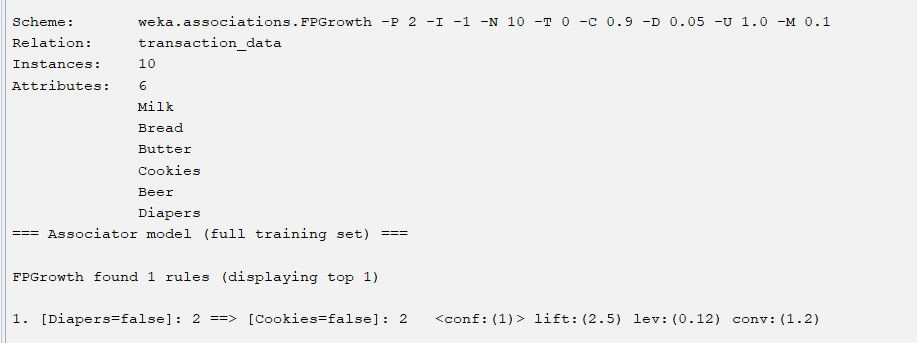 Scheme: weka.associations.FPGrowth -P 2 -I -1 -N 10 -T 0 -C 0.9 -D 0.05 -U 1.0 -M 0.1
Relation: transaction_data
Instances: 10
Attributes: 6
Milk
Bread
Butter
Cookies
Beer
Diapers
=== Associator model (full training set) ===
FPGrowth found 1 rules (displaying top 1)
1. [Diapers=false]: 2 ==> [Cookies=false]: 2 <conf:(1)> lift:(2.5) lev:(0.12) conv:(1.2)